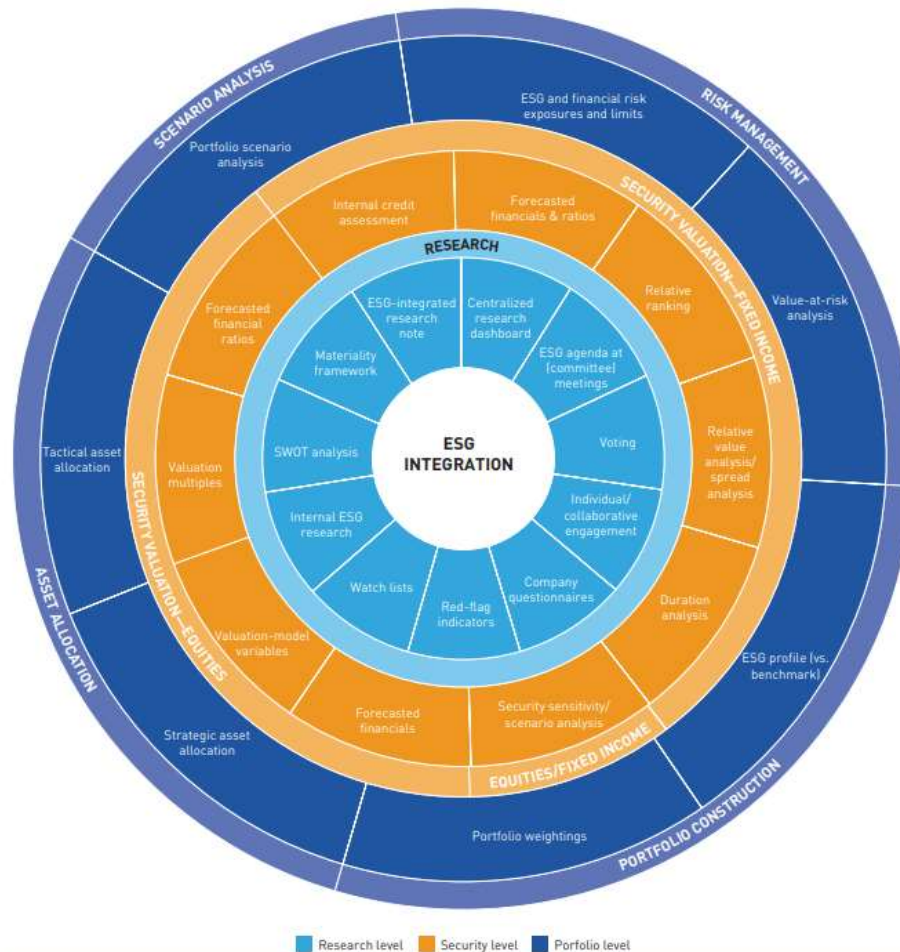 SCENARIO ANALYSIS
RISK MANAGEMENT
ESG and financial risk
exposures and limits
Portfolio scenario
analysis
Value-at-risk
analysis
Tactical asset
allocation
ASSET ALLOCATION
Strategic asset
allocation
ESG profile (vs.
benchmark)
Portfolio weightings
PORTFOLIO CONSTRUCTION
SECURITY VALUATION—FIXED INCOME
Internal credit
assessment
Forecasted
financials & ratios
Relative
ranking
Relative value
analysis/
spread analysis
Duration
analysis
SECURITY VALUATION—EQUITIES
Forecasted
financial
ratios
Valuation
multiples
Valuation-model
variables
Forecasted
financials
EQUITIES/FIXED INCOME
Security sensitivity/
scenario analysis
RESEARCH
ESG-integrated
research
note
Centralized
research
dashboard
ESG agenda at
(committee)
meetings
Voting
Individual/
collaborative
engagement
Company
questionnaires
Red-flag
indicators
Watch lists
Internal ESG
research
SWOT analysis
Materiality
framework
ESG
INTEGRATION
Research level
Security level
Porfolio level